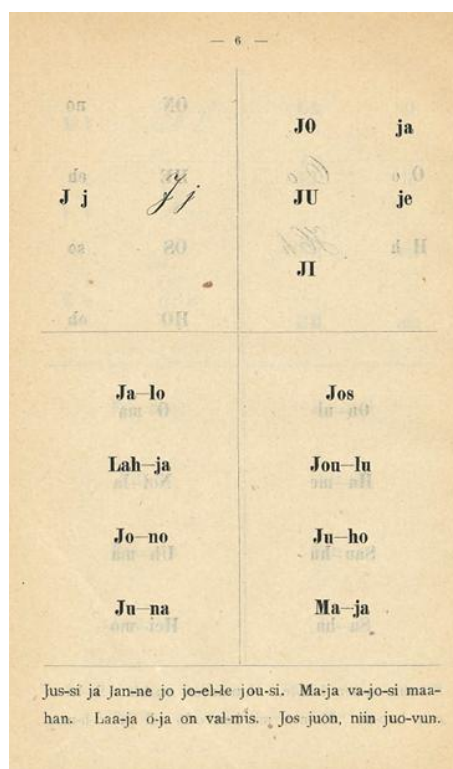 — 6 —
J j J j
JO ja
JU je
JI
Ja—lo
Lah—ja
Jo—no
Ju—na
Jos
Jou—lu
Ju—ho
Ma—ja
Jus-si ja Jan-ne jo jo-el-le jou-si. Ma-ja va-jo-si maa-
han. Laa-ja o-ja on val-mis. Jos juon, niin juo-vun.